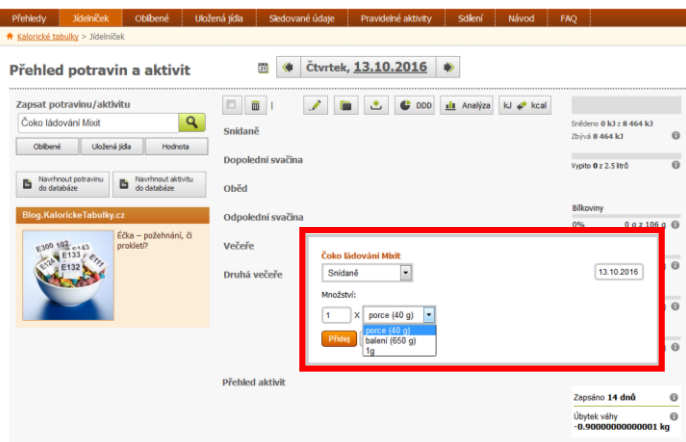 Přehledy Jídelníček Oblíbené Uložená jídla Sledované údaje Pravidelné aktivity Sdílení Návod FAQ
Kalorické tabulky > Jídelníček
Přehled potravin a aktivit
Čtvrtek, 13.10.2016
Zapsat potravinu/aktivitu
Čoko ládování Mixit
Oblíbené Uložená jídla Hodnota
Navrhnout potravinu do databáze
Navrhnout aktivitu do databáze
Blog.KalorickeTabulky.cz
Éčka – požehnání, či prokletí?
E300 102 E133 E124 E132
DDD Analýza kJ kcal
Snídaně
Dopolední svačina
Oběd
Odpolední svačina
Večeře
Druhá večeře
Čoko ládování Mixit
Snídaně
13.10.2016
Množství:
1 X porce (40 g)
porce (40 g)
balení (650 g)
1g
Přidej
Přehled aktivit
Snědeno 0 kJ z 8 464 kJ
Zbývá 8 464 kJ
Vypito 0 z 2.5 litrů
Bílkoviny
0% 0 g z 106 g
Zapsáno 14 dnů
Úbytek váhy
-0.90000000000001 kg